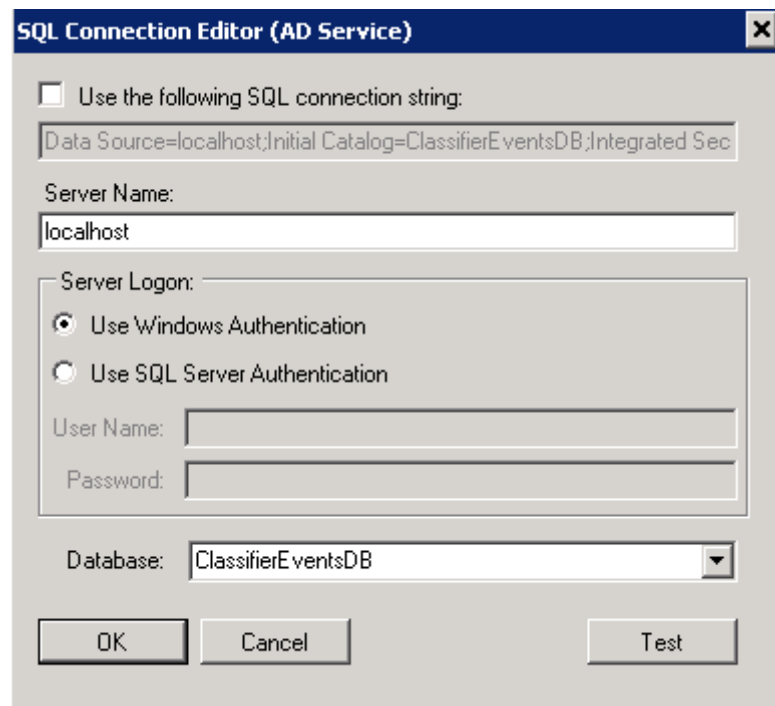 SQL Connection Editor (AD Service)
Use the following SQL connection string:
Data Source=localhost;Initial Catalog=ClassifierEventsDB;Integrated Sec
Server Name:
localhost
Server Logon:
Use Windows Authentication
Use SQL Server Authentication
User Name:
Password:
Database: ClassifierEventsDB
OK Cancel Test